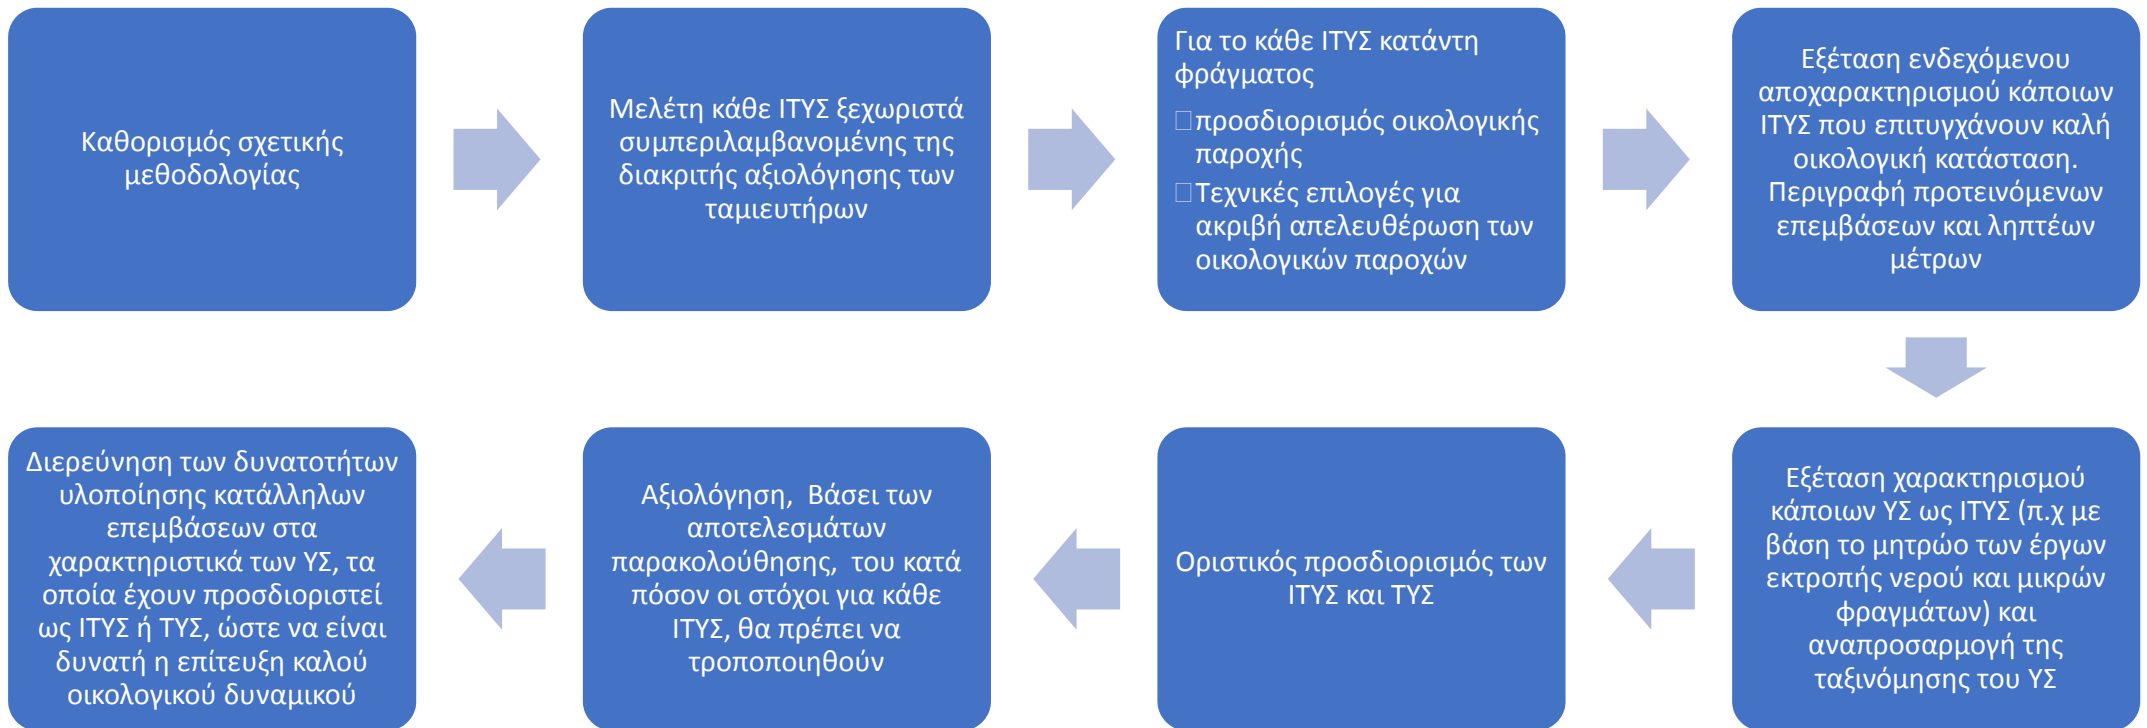 Καθορισμός σχετικής
μεθοδολογίας
Μελέτη κάθε ΙΤΥΣ ξεχωριστά
συμπεριλαμβανομένης της
διακριτής αξιολόγησης των
ταμιευτήρων
Για το κάθε ΙΤΥΣ κατάντη
φράγματος
προσδιορισμός οικολογικής
παροχής
Τεχνικές επιλογές για
ακριβή απελευθέρωση των
οικολογικών παροχών
Εξέταση ενδεχόμενου
αποχαρακτηρισμού κάποιων
ΙΤΥΣ που επιτυγχάνουν καλή
οικολογική κατάσταση.
Περιγραφή προτεινόμενων
επεμβάσεων και ληπτέων
μέτρων
Εξέταση χαρακτηρισμού
κάποιων ΥΣ ως ΙΤΥΣ (π.χ με
βάση το μητρώο των έργων
εκτροπής νερού και μικρών
φραγμάτων) και
αναπροσαρμογή της
ταξινόμησης του ΥΣ
Οριστικός προσδιορισμός των
ΙΤΥΣ και ΤΥΣ
Αξιολόγηση, Βάσει των
αποτελεσμάτων
παρακολούθησης, του κατά
πόσον οι στόχοι για κάθε
ΙΤΥΣ, θα πρέπει να
τροποποιηθούν
Διερεύνηση των δυνατοτήτων
υλοποίησης κατάλληλων
επεμβάσεων στα
χαρακτηριστικά των ΥΣ, τα
οποία έχουν προσδιοριστεί
ως ΙΤΥΣ ή ΤΥΣ, ώστε να είναι
δυνατή η επίτευξη καλού
οικολογικού δυναμικού